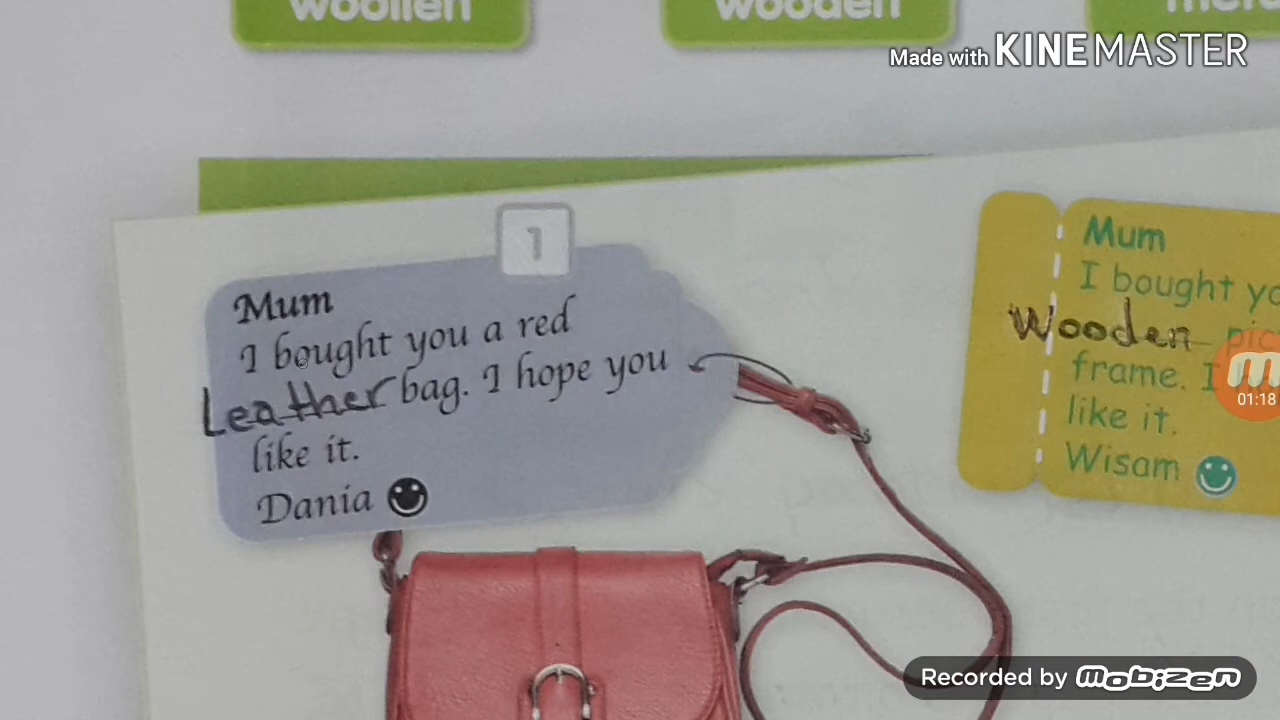 woollen
wooden
Made with KINEMASTER
1
Mum
I bought you a red
Leather bag. I hope you
like it.
Dania
Mum
I bought
Wooden
frame. I
like it.
Wisam
01:18
Recorded by MOBIZEN